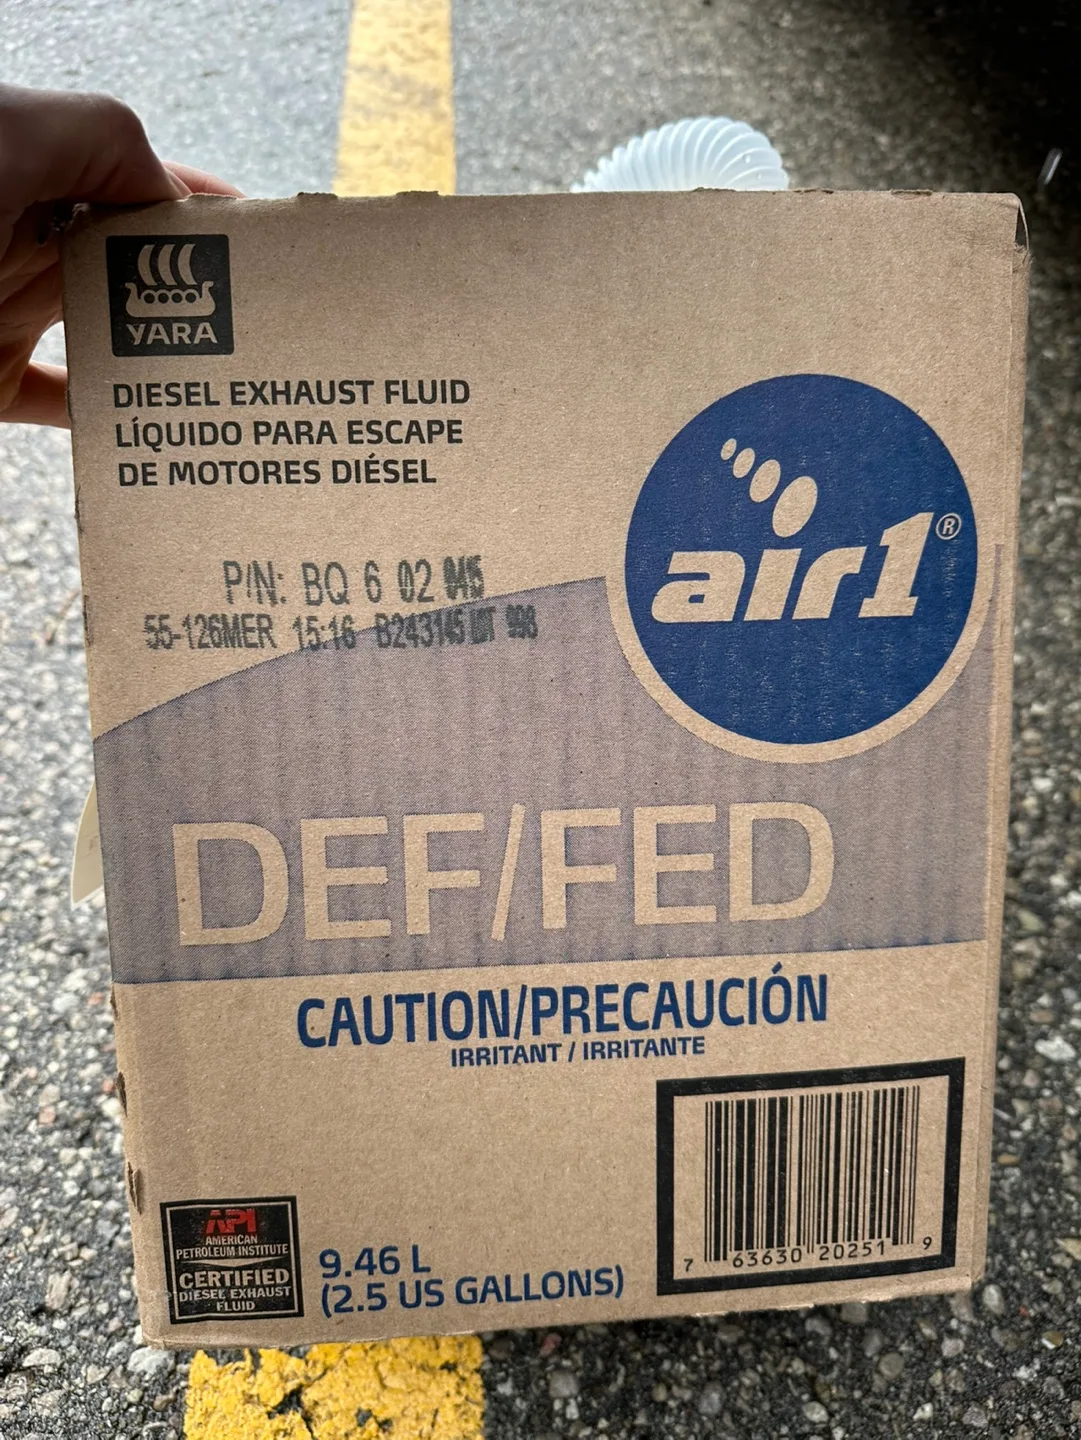 YARA
DIESEL EXHAUST FLUID
LÍQUIDO PARA ESCAPE
DE MOTORES DIÉSEL
air1®
P/N: BQ 6 02
55-126MER 15:16
DEF/FED
CAUTION/PRECAUCIÓN
IRRITANT / IRRITANTE
API
AMERICAN
PETROLEUM INSTITUTE
CERTIFIED
DIESEL EXHAUST
FLUID
9.46 L
(2.5 US GALLONS)
7 63630 20251 9